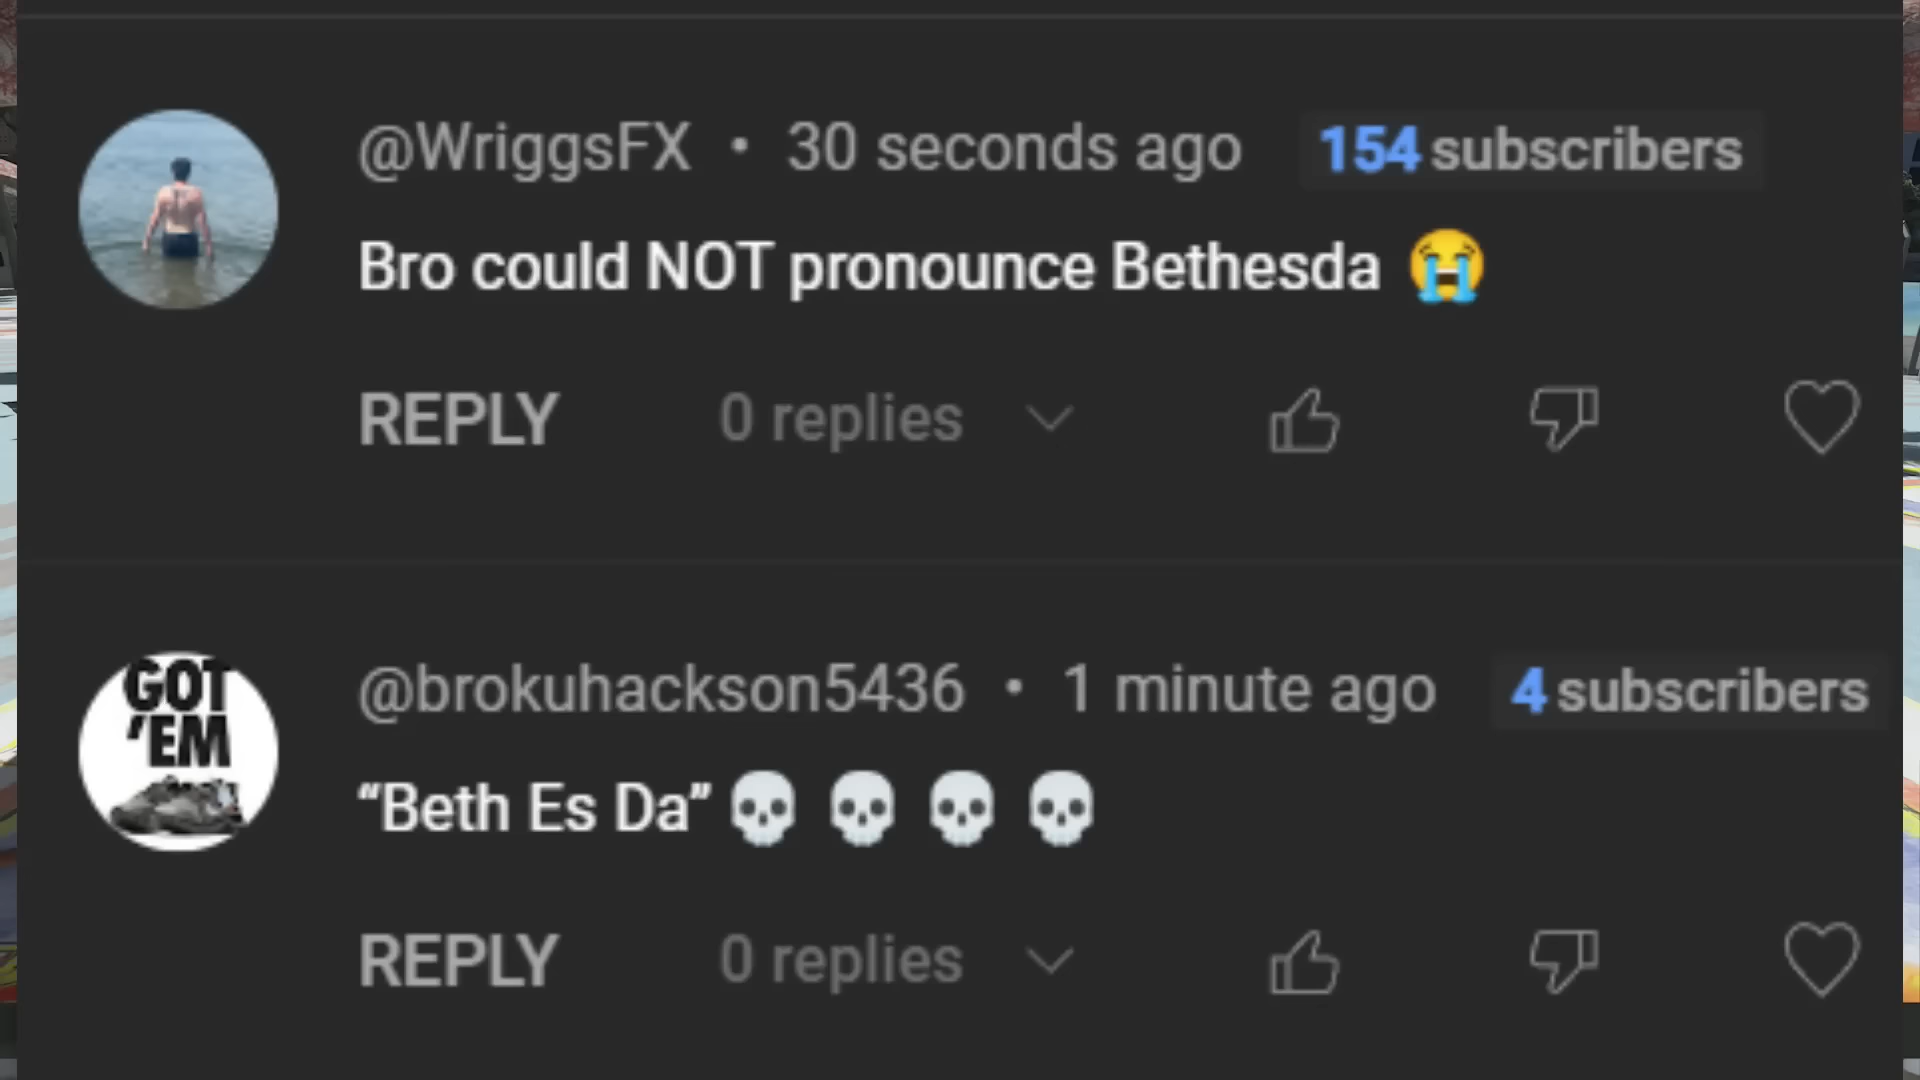 @WriggsFX • 30 seconds ago 154 subscribers
Bro could NOT pronounce Bethesda 😭
REPLY 0 replies
GOT
'EM
@brokuhackson5436 • 1 minute ago 4 subscribers
“Beth Es Da” 💀 💀 💀 💀
REPLY 0 replies